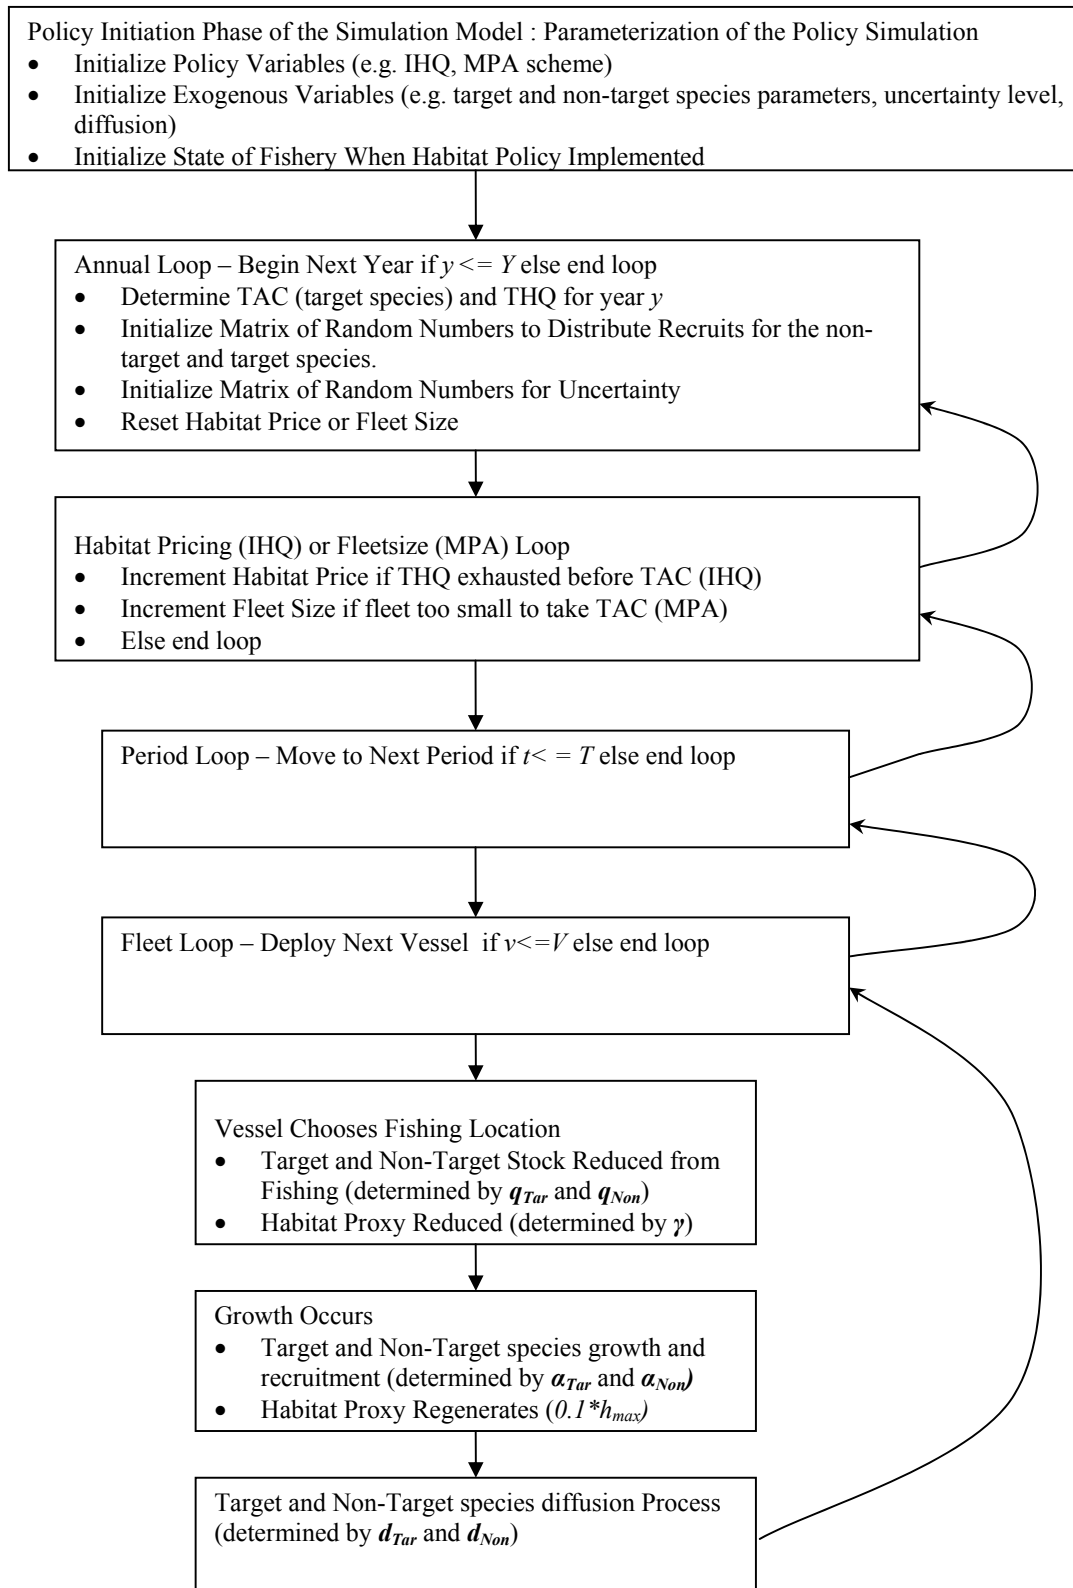 Policy Initiation Phase of the Simulation Model : Parameterization of the Policy Simulation
• Initialize Policy Variables (e.g. IHQ, MPA scheme)
• Initialize Exogenous Variables (e.g. target and non-target species parameters, uncertainty level,
diffusion)
• Initialize State of Fishery When Habitat Policy Implemented
Annual Loop – Begin Next Year if y <= Y else end loop
• Determine TAC (target species) and THQ for year y
• Initialize Matrix of Random Numbers to Distribute Recruits for the non-
target and target species.
• Initialize Matrix of Random Numbers for Uncertainty
• Reset Habitat Price or Fleet Size
Habitat Pricing (IHQ) or Fleetsize (MPA) Loop
• Increment Habitat Price if THQ exhausted before TAC (IHQ)
• Increment Fleet Size if fleet too small to take TAC (MPA)
• Else end loop
Period Loop – Move to Next Period if t< = T else end loop
Fleet Loop – Deploy Next Vessel if v<=V else end loop
Vessel Chooses Fishing Location
• Target and Non-Target Stock Reduced from
Fishing (determined by q_Tar and q_Non)
• Habitat Proxy Reduced (determined by γ)
Growth Occurs
• Target and Non-Target species growth and
recruitment (determined by α_Tar and α_Non)
• Habitat Proxy Regenerates (0.1*h_max)
Target and Non-Target species diffusion Process
(determined by d_Tar and d_Non)